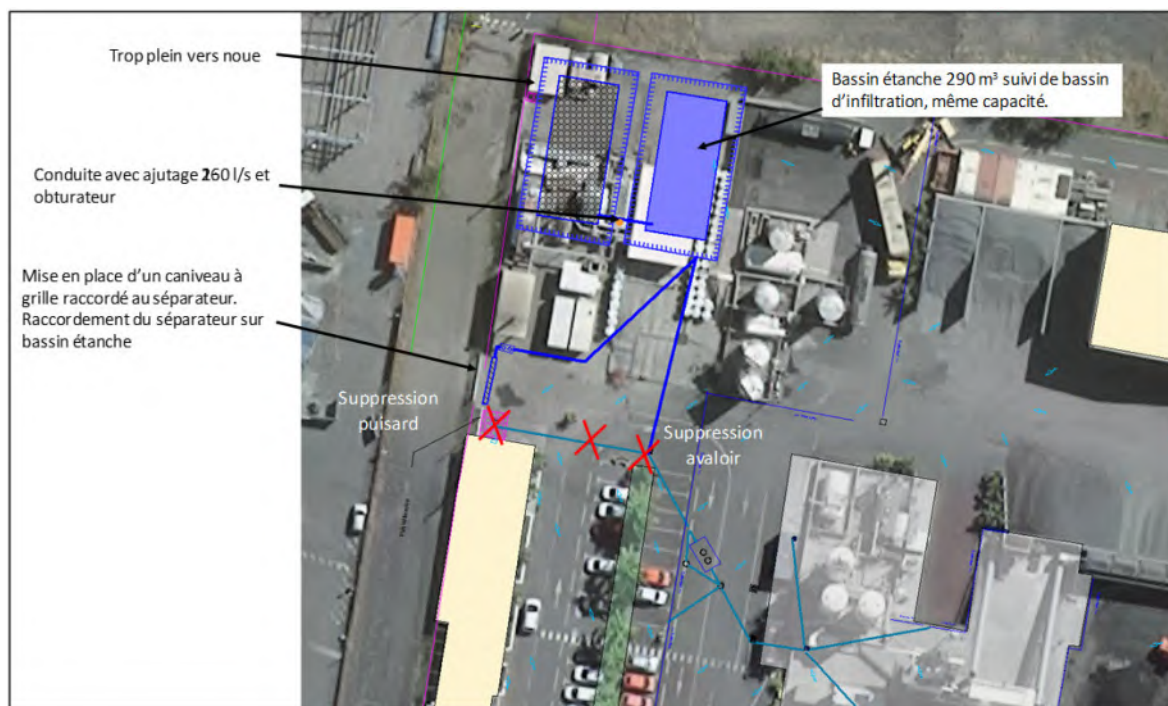 Trop plein vers noue
Bassin étanche 290 m³ suivi de bassin
d'infiltration, même capacité.
Conduite avec ajutage 160 l/s et
obturateur
Mise en place d'un caniveau à
grille raccordé au séparateur.
Raccordement du séparateur sur
bassin étanche
Suppression
puisard
Suppression
avaloir